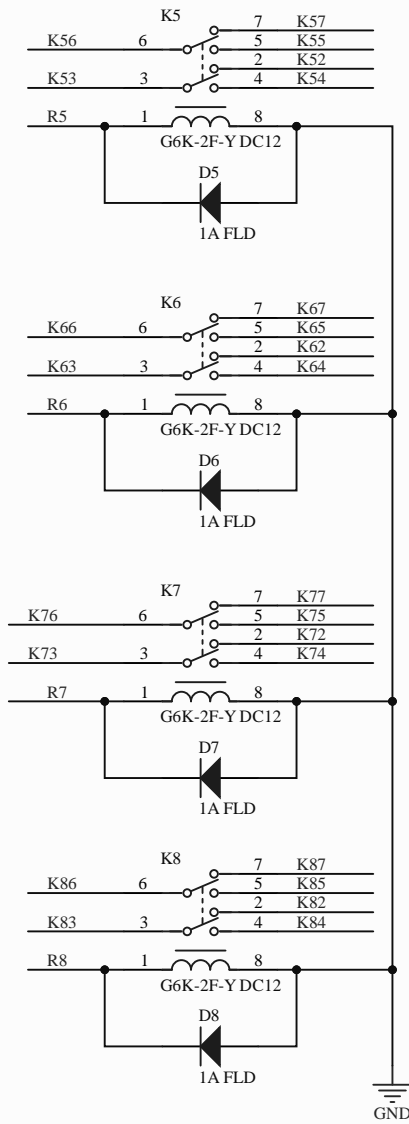 K5
7 K57
K56 6 5 K55
2 K52
K53 3 4 K54
R5 1 8
G6K-2F-Y DC12
D5
1A FLD
K6
7 K67
K66 6 5 K65
2 K62
K63 3 4 K64
R6 1 8
G6K-2F-Y DC12
D6
1A FLD
K7
7 K77
K76 6 5 K75
2 K72
K73 3 4 K74
R7 1 8
G6K-2F-Y DC12
D7
1A FLD
K8
7 K87
K86 6 5 K85
2 K82
K83 3 4 K84
R8 1 8
G6K-2F-Y DC12
D8
1A FLD
GND